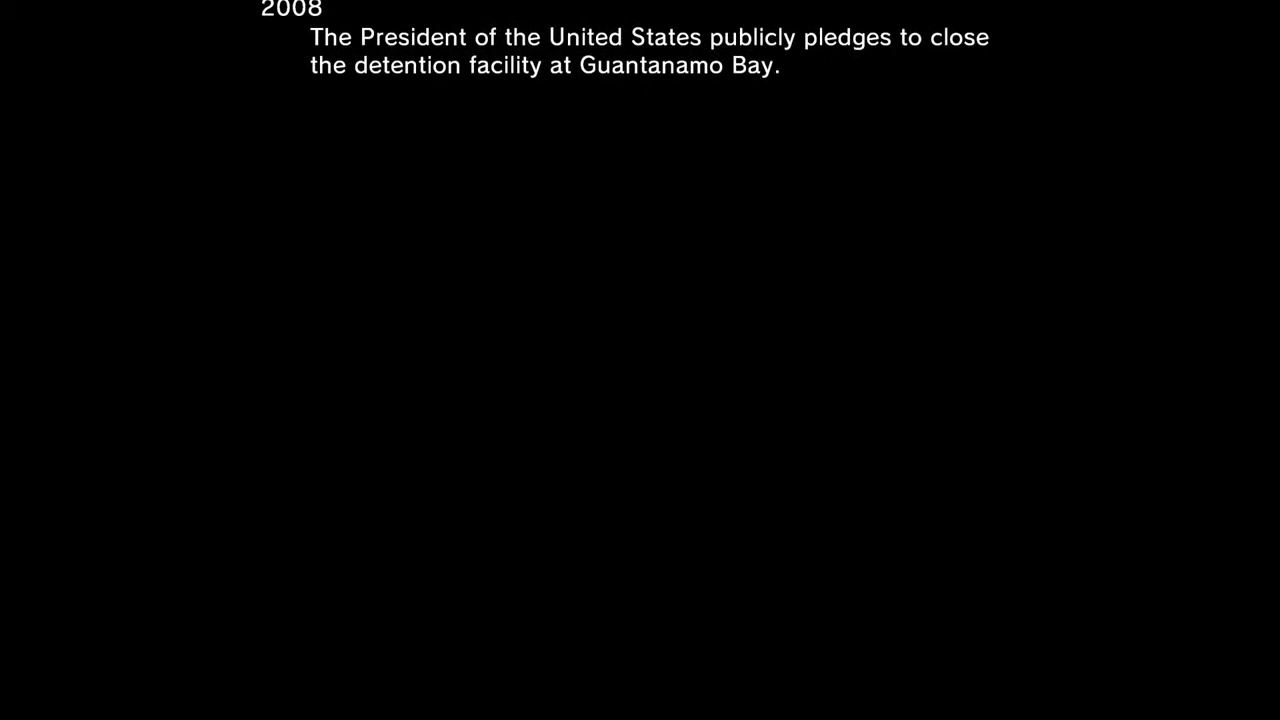 2008
The President of the United States publicly pledges to close
the detention facility at Guantanamo Bay.